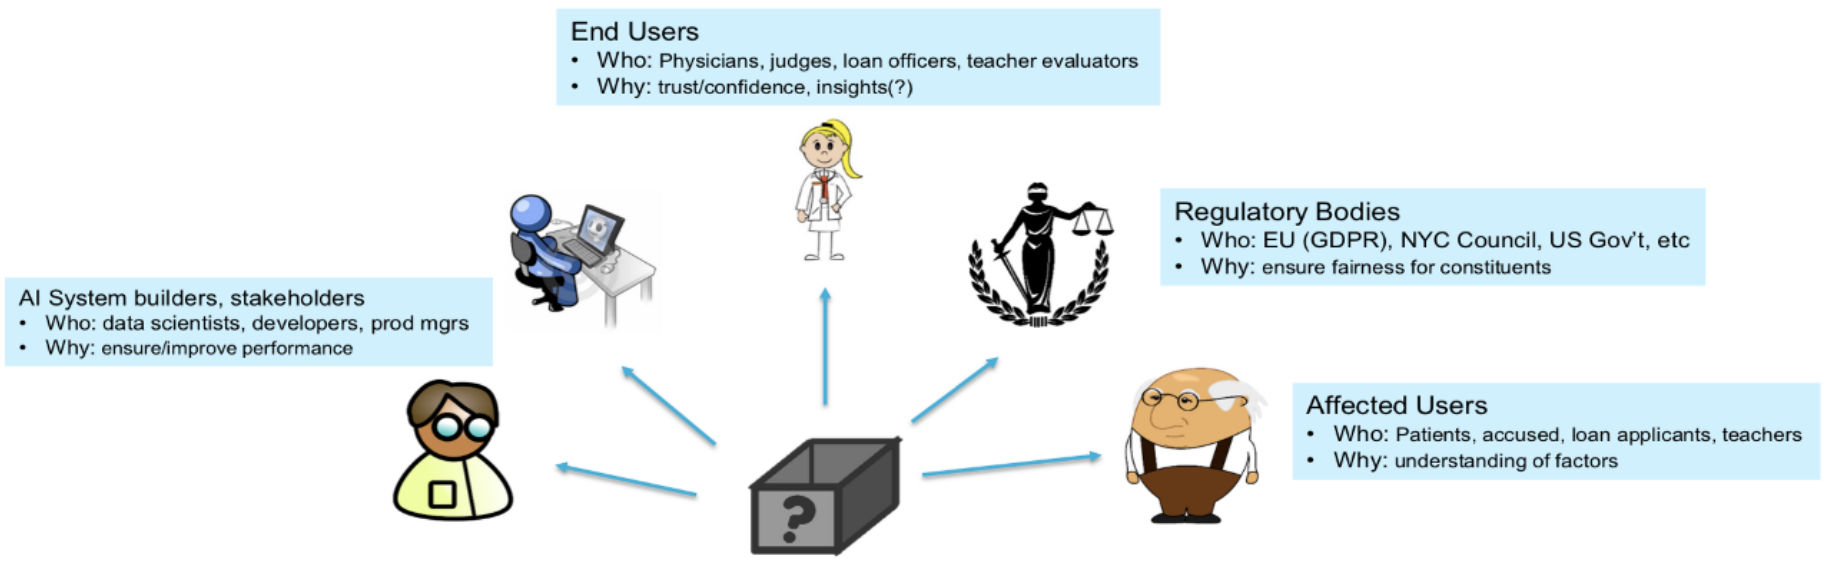 End Users
• Who: Physicians, judges, loan officers, teacher evaluators
• Why: trust/confidence, insights(?)
Regulatory Bodies
• Who: EU (GDPR), NYC Council, US Gov't, etc
• Why: ensure fairness for constituents
AI System builders, stakeholders
• Who: data scientists, developers, prod mgrs
• Why: ensure/improve performance
Affected Users
• Who: Patients, accused, loan applicants, teachers
• Why: understanding of factors
?